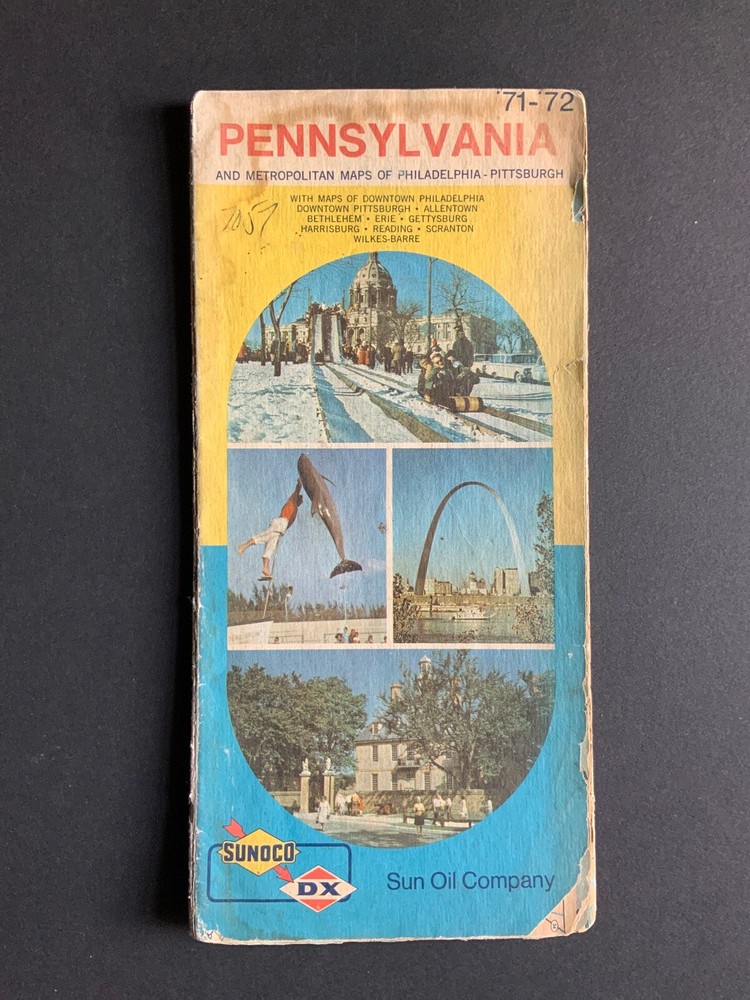 '71-'72
PENNSYLVANIA
AND METROPOLITAN MAPS OF PHILADELPHIA - PITTSBURGH
WITH MAPS OF DOWNTOWN PHILADELPHIA
DOWNTOWN PITTSBURGH • ALLENTOWN
BETHLEHEM • ERIE • GETTYSBURG
HARRISBURG • READING • SCRANTON
WILKES-BARRE
SUNOCO
DX
Sun Oil Company